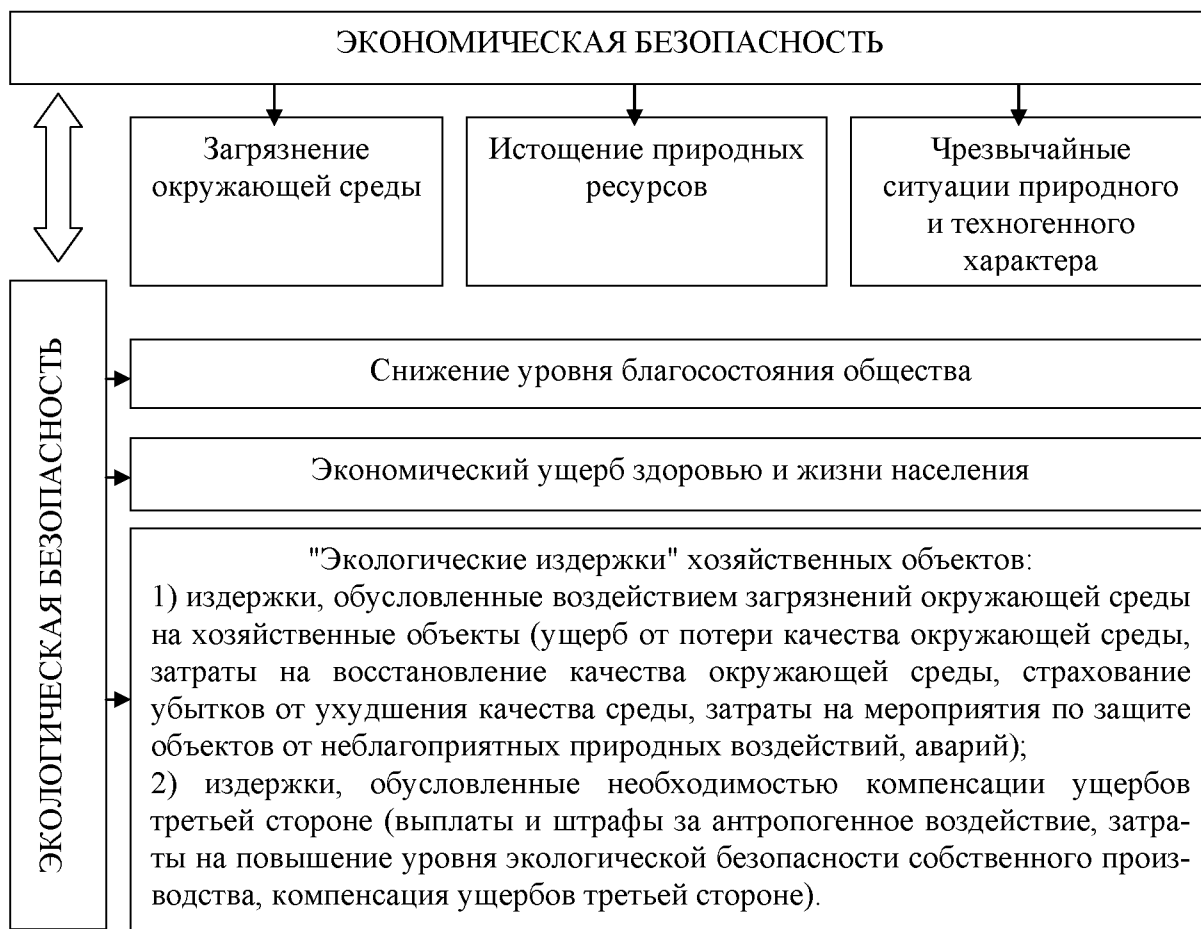 ЭКОНОМИЧЕСКАЯ БЕЗОПАСНОСТЬ
Загрязнение
окружающей среды
Истощение природных
ресурсов
Чрезвычайные
ситуации природного
и техногенного
характера
ЭКОЛОГИЧЕСКАЯ БЕЗОПАСНОСТЬ
Снижение уровня благосостояния общества
Экономический ущерб здоровью и жизни населения
"Экологические издержки" хозяйственных объектов:
1) издержки, обусловленные воздействием загрязнений окружающей среды
на хозяйственные объекты (ущерб от потери качества окружающей среды,
затраты на восстановление качества окружающей среды, страхование
убытков от ухудшения качества среды, затраты на мероприятия по защите
объектов от неблагоприятных природных воздействий, аварий);
2) издержки, обусловленные необходимостью компенсации ущербов
третьей стороне (выплаты и штрафы за антропогенное воздействие, затра-
ты на повышение уровня экологической безопасности собственного произ-
водства, компенсация ущербов третьей стороне).